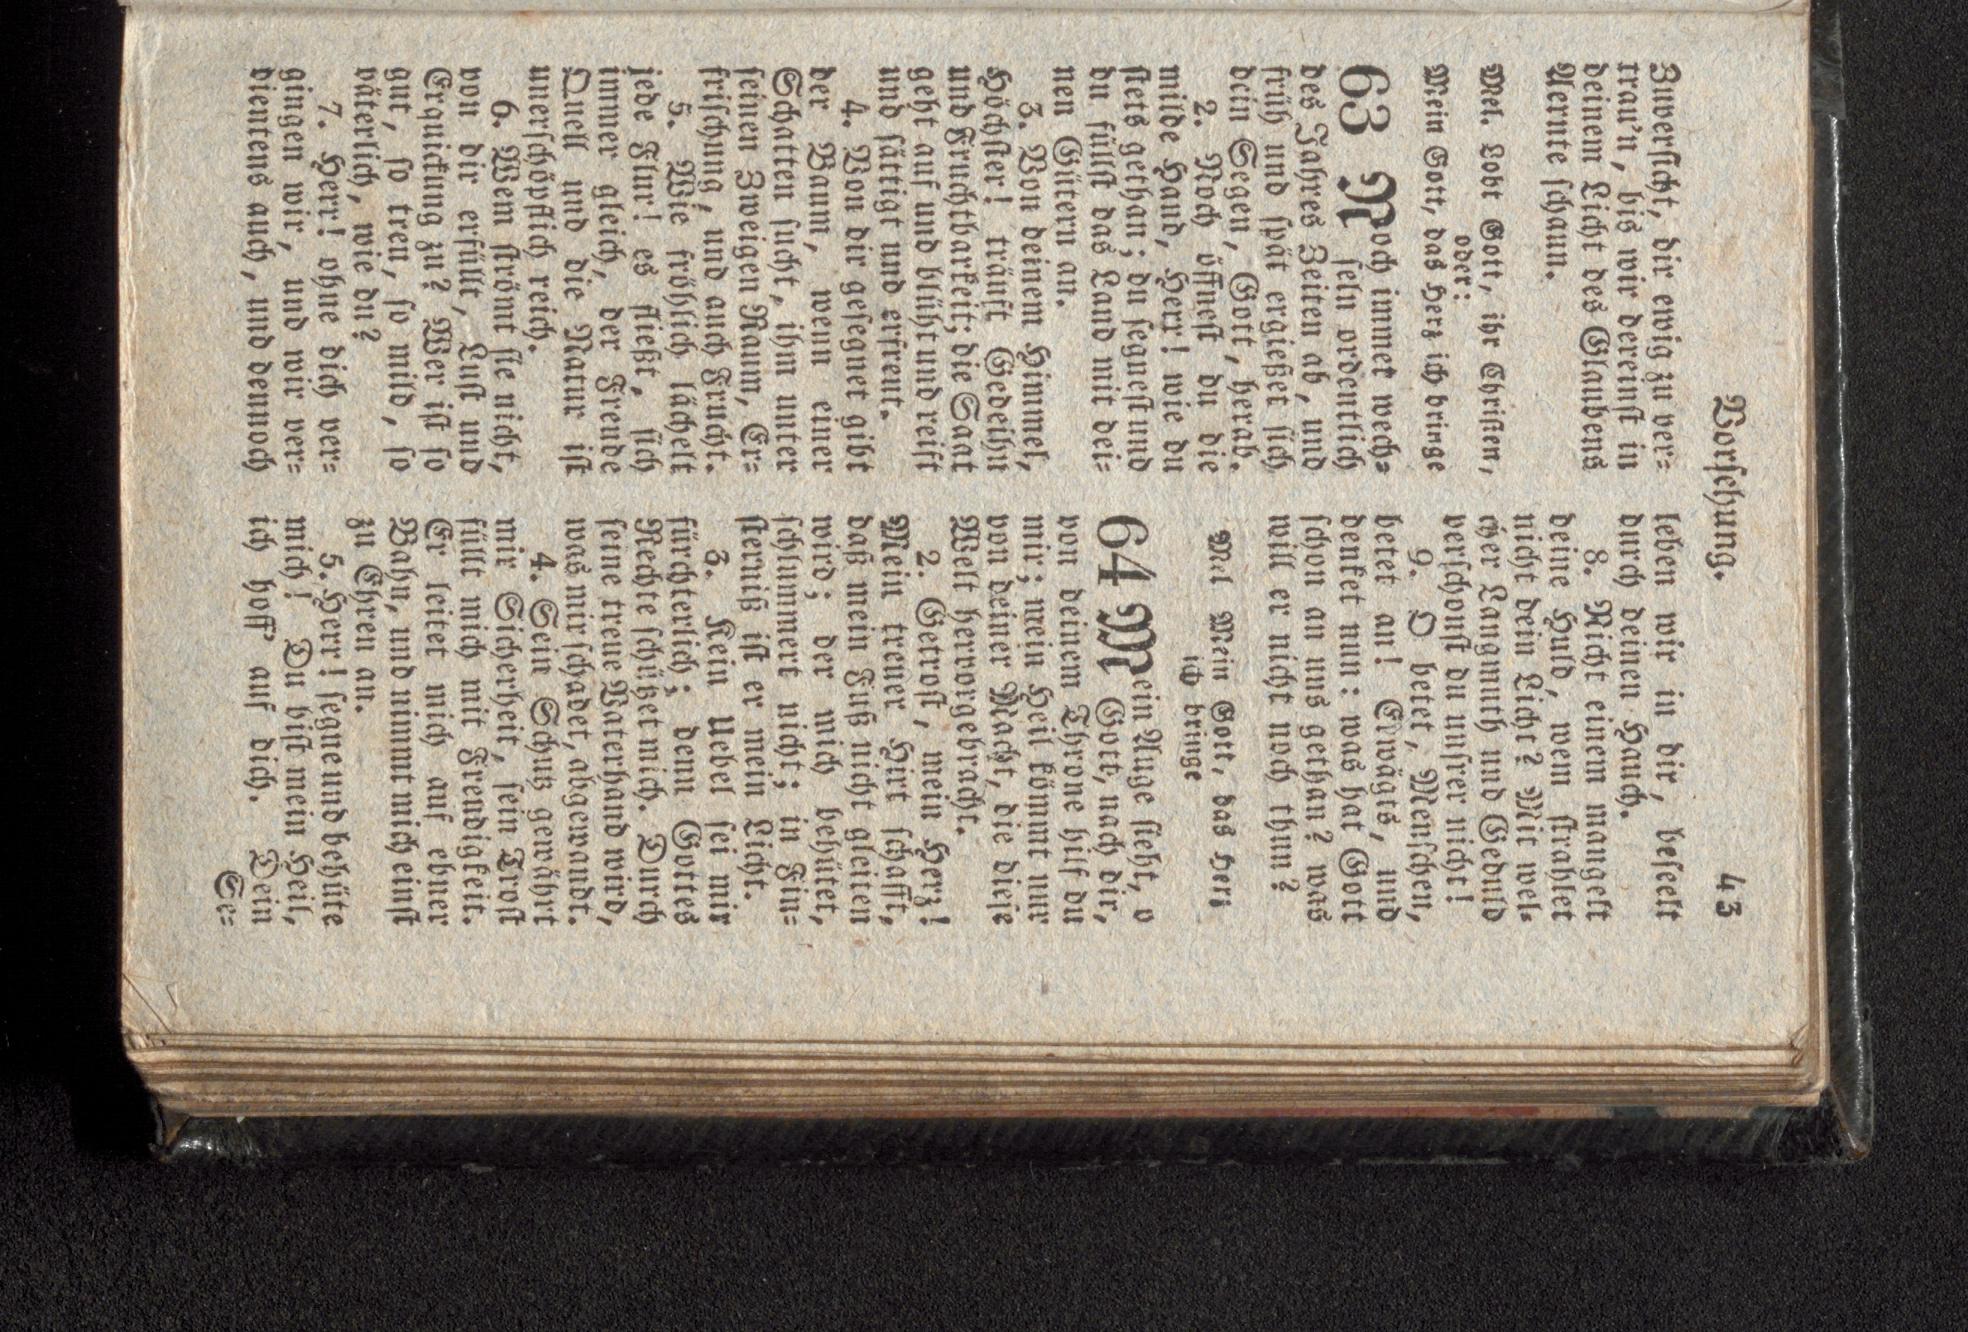 Vorsehung. 43
Zuversicht, dir ewig zu ver-
trau'n, bis wir dereinst in
deinem Licht des Glaubens
Aernte schaun.
Mel. Lobt Gott, ihr Christen,
oder:
Mein Gott, das Herz ich bringe
63 Noch immer wech-
seln ordentlich
des Jahres Zeiten ab, und
früh und spät ergießet sich
dein Segen, Gott, herab.
2. Noch öffnest du die
milde Hand, Herr! wie du
stets gethan; du segnest und
du füllst das Land mit dei-
nen Gütern an.
3. Von deinem Himmel,
Höchster! träuft Gedeihn
und Fruchtbarkeit; die Saat
geht auf und blüht und reift
und sättigt und erfreut.
4. Von dir gesegnet gibt
der Baum, wenn einer
Schatten sucht, ihm unter
seinen Zweigen Raum, Er-
frischung, und auch Frucht.
5. Wie fröhlich lächelt
jede Flur! es fließt, sich
immer gleich, der Freude
Quell und die Natur ist
unerschöpflich reich.
6. Wem strömt sie nicht,
von dir erfüllt, Lust und
Erquickung zu? Wer ist so
gut, so treu, so mild, so
väterlich, wie du?
7. Herr! ohne dich ver-
gingen wir, und wir ver-
dientens auch, und dennoch
leben wir in dir, beseelt
durch deinen Hauch.
8. Nicht einem mangelt
deine Huld, wem strahlet
nicht dein Licht? Mit wel-
cher Langmuth und Geduld
verschonst du unsrer nicht!
9. O betet, Menschen,
betet an! Erwägts, und
denket nun: was hat Gott
schon an uns gethan? was
will er nicht noch thun?
Mel Mein Gott, das Herz
ich bringe
64 Mein Auge sieht, o
Gott, nach dir,
von deinem Throne hilf du
mir; mein Heil kömmt nur
von deiner Macht, die diese
Welt hervorgebracht.
2. Getrost, mein Herz!
Mein treuer Hirt schafft,
daß mein Fuß nicht gleiten
wird; der mich behütet,
schlummert nicht; in Fin-
sterniß ist er mein Licht.
3. Kein Uebel sei mir
fürchterlich; denn Gottes
Rechte schützet mich. Durch
seine treue Vaterhand wird,
was mir schadet, abgewandt.
4. Sein Schutz gewährt
mir Sicherheit, sein Trost
füllt mich mit Freudigkeit.
Er leitet mich auf ebner
Bahn, und nimmt mich einst
zu Ehren an.
5. Herr! segne und behüte
mich! Du bist mein Heil,
ich hoff' auf dich. Dein
Se-